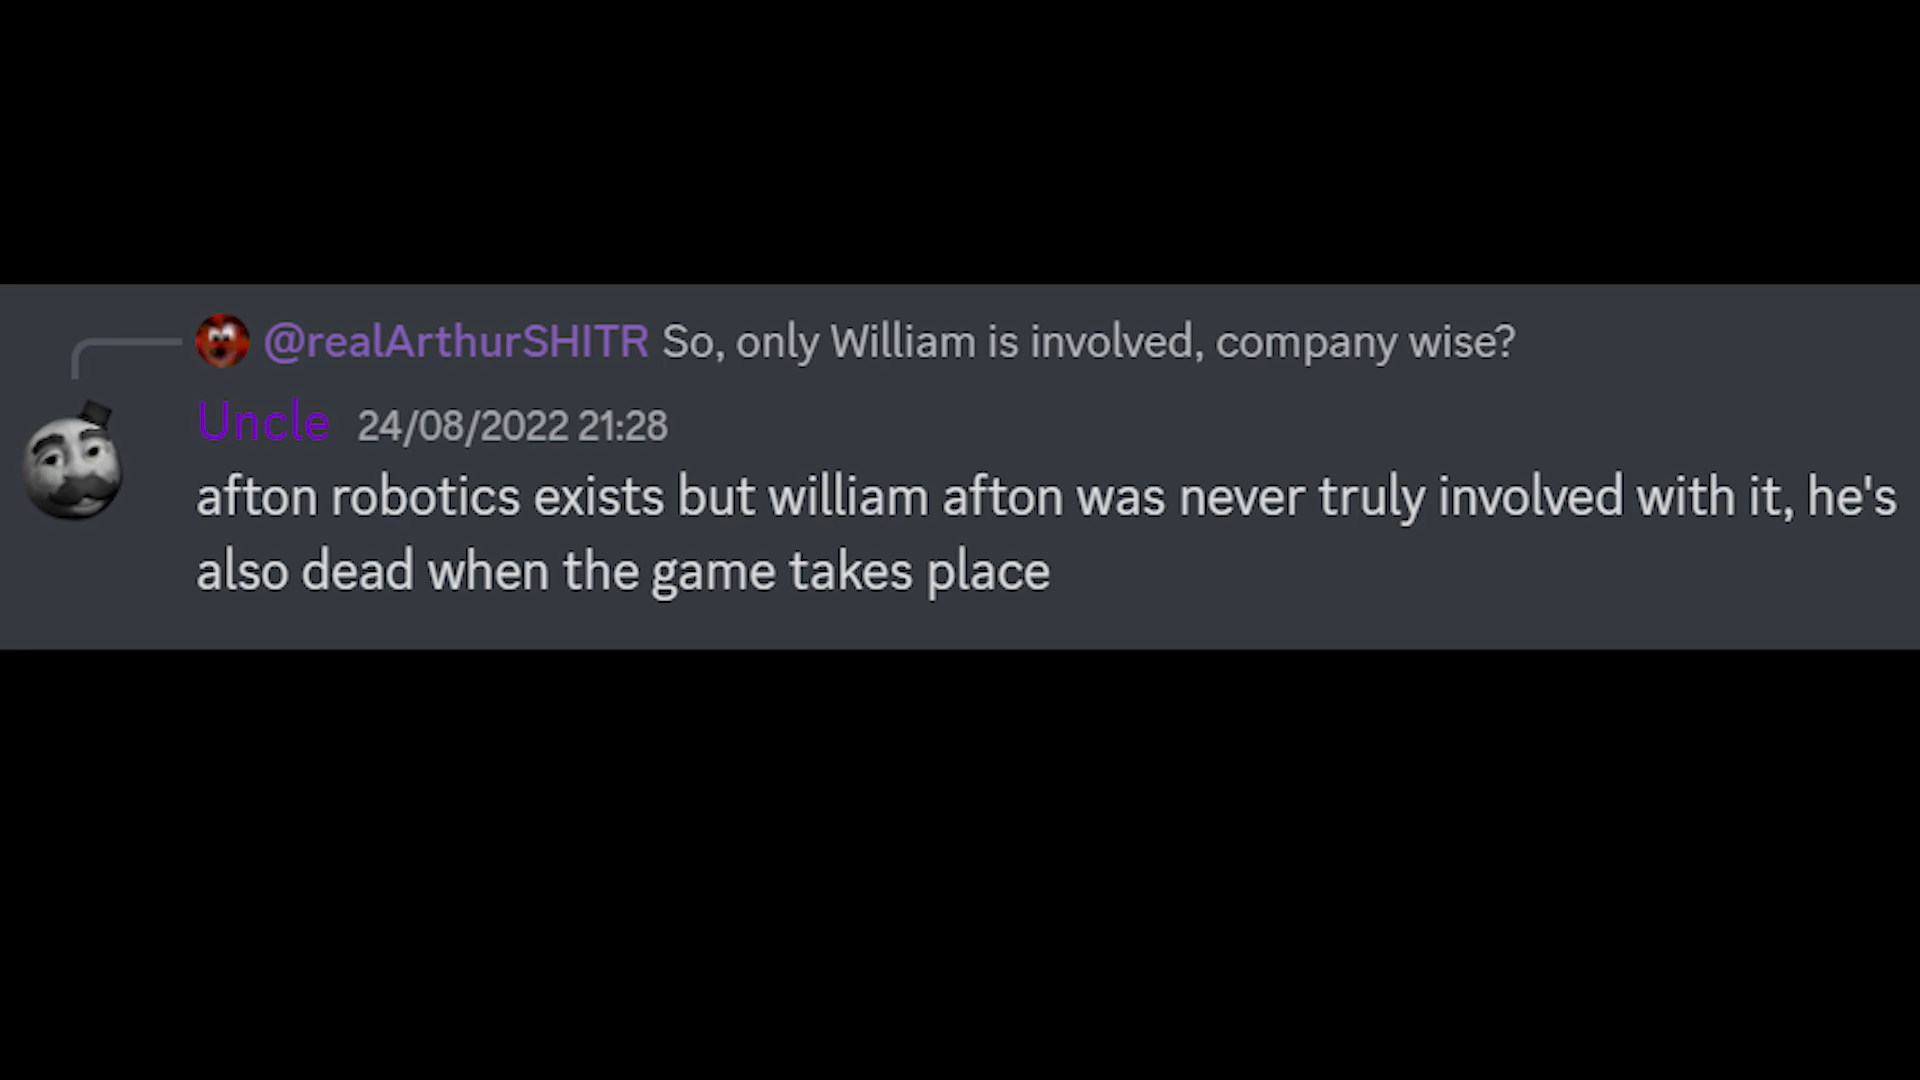 @realArthurSHITR So, only William is involved, company wise?
Uncle 24/08/2022 21:28
afton robotics exists but william afton was never truly involved with it, he's
also dead when the game takes place